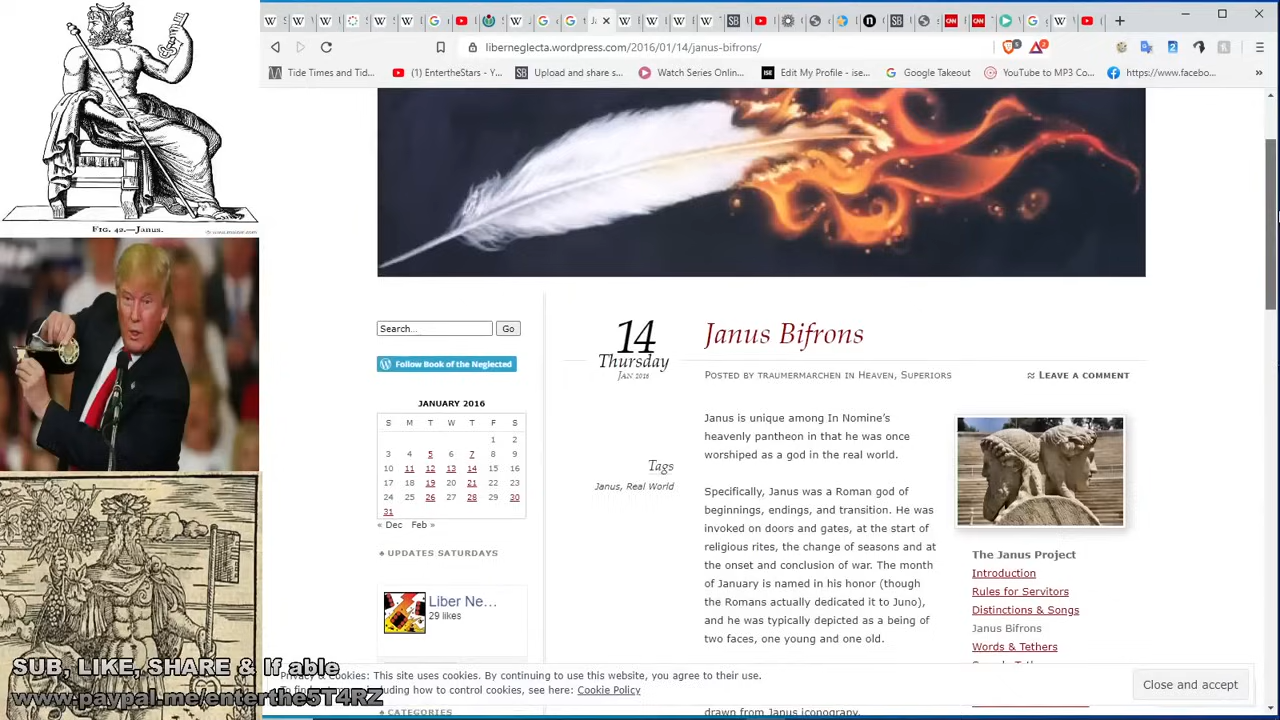 liberneglecta.wordpress.com/2016/01/14/janus-bifrons/
Tide Times and Tid...
(1) EntertheStars - Y...
Upload and share s...
Watch Series Onlin...
Edit My Profile - ise...
Google Takeout
YouTube to MP3 Co...
https://www.facebo...
FIG. 42.—Janus.
Search...
Go
Follow Book of the Neglected
JANUARY 2016
S M T W T F S
1 2
3 4 5 6 7 8 9
10 11 12 13 14 15 16
17 18 19 20 21 22 23
24 25 26 27 28 29 30
31
« Dec Feb »
♠ UPDATES SATURDAYS
Liber Ne...
29 likes
CATEGORIES
14
Thursday
JAN 2016
Tags
Janus, Real World
Janus Bifrons
POSTED BY TRAUMERMARCHEN IN HEAVEN, SUPERIORS
≈ LEAVE A COMMENT
Janus is unique among In Nomine's
heavenly pantheon in that he was once
worshiped as a god in the real world.
Specifically, Janus was a Roman god of
beginnings, endings, and transition. He was
invoked on doors and gates, at the start of
religious rites, the change of seasons and at
the onset and conclusion of war. The month
of January is named in his honor (though
the Romans actually dedicated it to Juno),
and he was typically depicted as a being of
two faces, one young and one old.
drawn from Janus iconography.
The Janus Project
Introduction
Rules for Servitors
Distinctions & Songs
Janus Bifrons
Words & Tethers
Privacy & Cookies: This site uses cookies. By continuing to use this website, you agree to their use.
including how to control cookies, see here: Cookie Policy
Close and accept
SUB, LIKE, SHARE & If able
www.paypal.me/enterthe5T4RZ